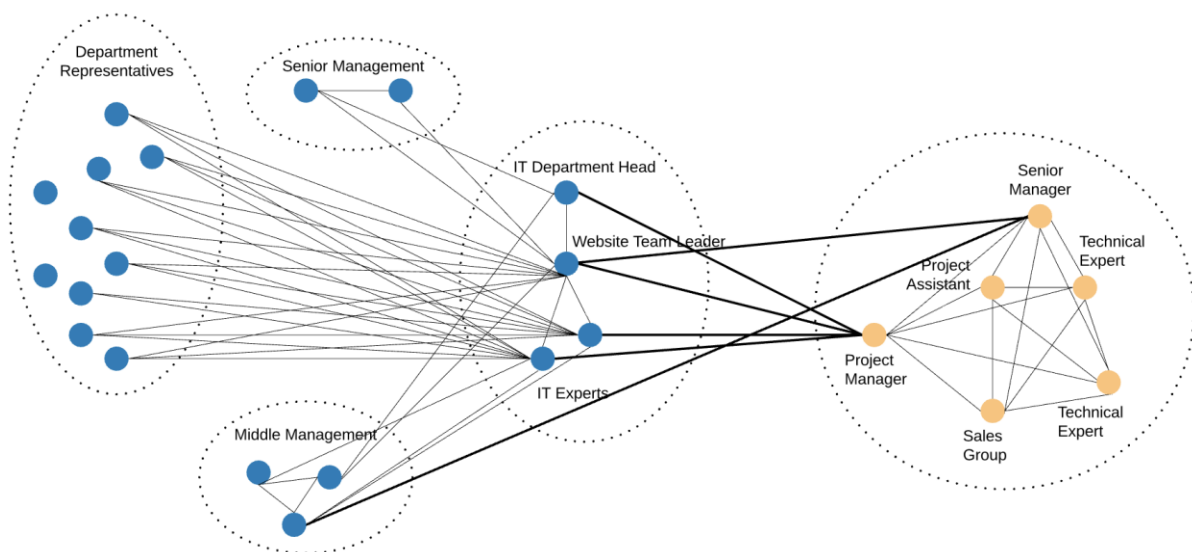 Department
Representatives
Senior Management
IT Department Head
Website Team Leader
IT Experts
Middle Management
Senior
Manager
Technical
Expert
Project
Assistant
Project
Manager
Sales
Group
Technical
Expert